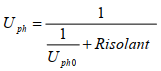 U_ph = 1 / (1/U_ph0 + Risolant)